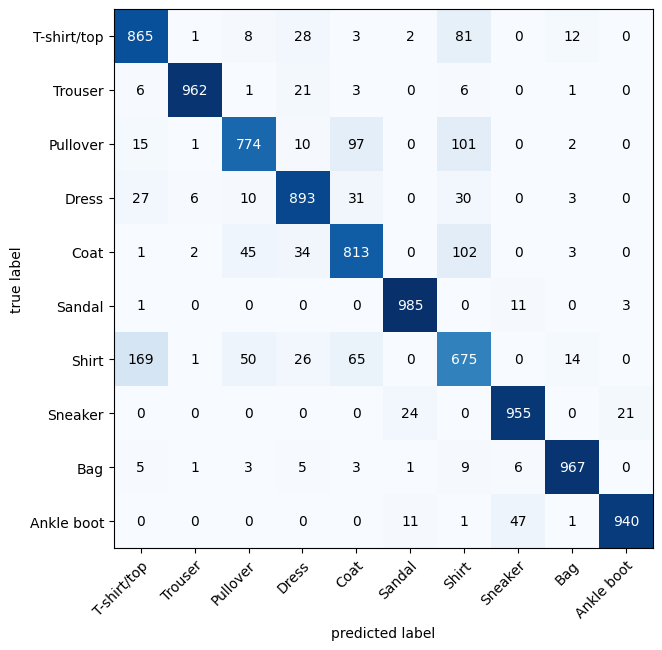 T-shirt/top 865 1 8 28 3 2 81 0 12 0
Trouser 6 962 1 21 3 0 6 0 1 0
Pullover 15 1 774 10 97 0 101 0 2 0
Dress 27 6 10 893 31 0 30 0 3 0
Coat 1 2 45 34 813 0 102 0 3 0
true label
Sandal 1 0 0 0 0 985 0 11 0 3
Shirt 169 1 50 26 65 0 675 0 14 0
Sneaker 0 0 0 0 0 24 0 955 0 21
Bag 5 1 3 5 3 1 9 6 967 0
Ankle boot 0 0 0 0 0 11 1 47 1 940
T-shirt/top Trouser Pullover Dress Coat Sandal Shirt Sneaker Bag Ankle boot
predicted label